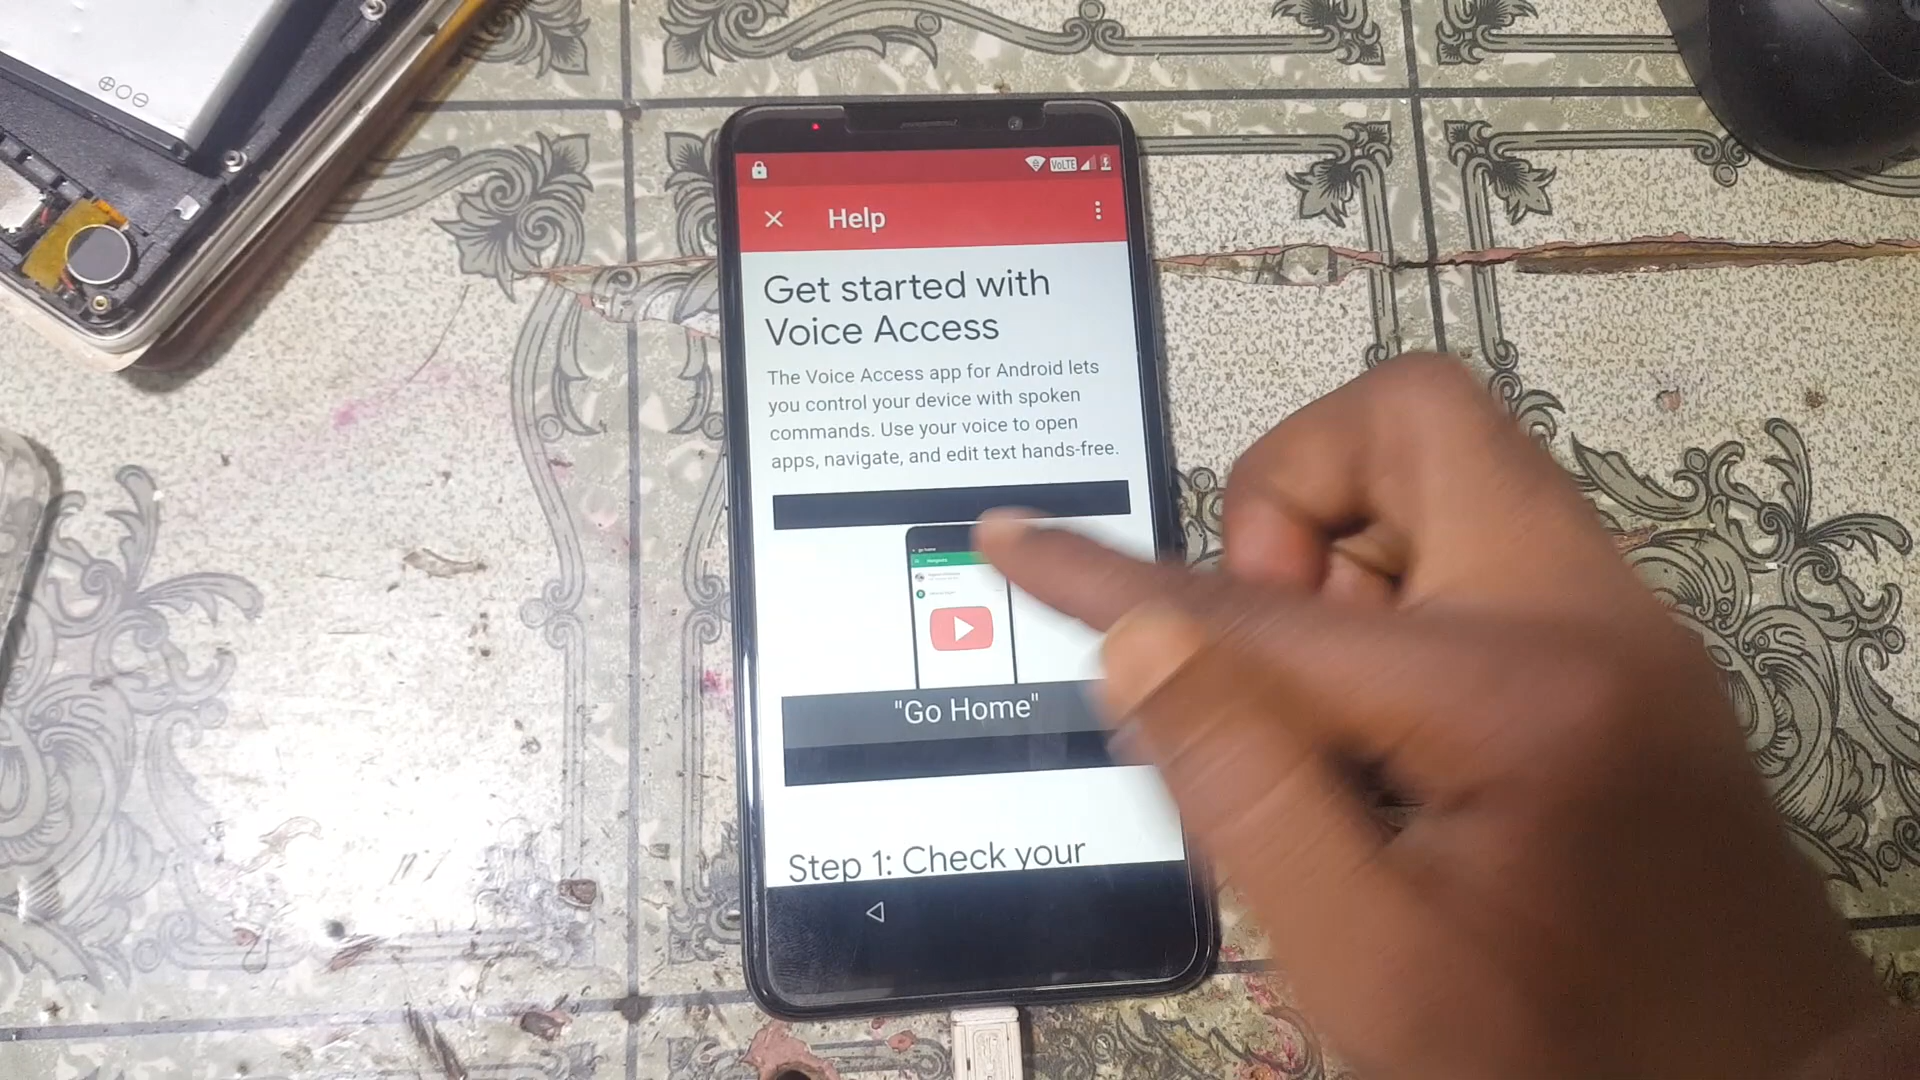 VoLTE
Help
Get started with
Voice Access
The Voice Access app for Android lets
you control your device with spoken
commands. Use your voice to open
apps, navigate, and edit text hands-free.
"Go Home"
Step 1: Check your